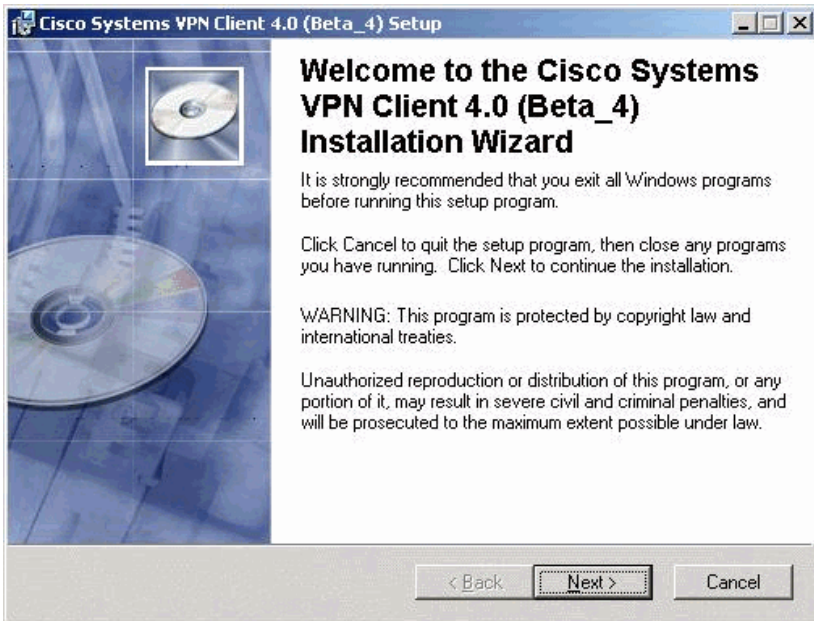 Cisco Systems VPN Client 4.0 (Beta_4) Setup
Welcome to the Cisco Systems
VPN Client 4.0 (Beta_4)
Installation Wizard
It is strongly recommended that you exit all Windows programs
before running this setup program.
Click Cancel to quit the setup program, then close any programs
you have running. Click Next to continue the installation.
WARNING: This program is protected by copyright law and
international treaties.
Unauthorized reproduction or distribution of this program, or any
portion of it, may result in severe civil and criminal penalties, and
will be prosecuted to the maximum extent possible under law.
< Back
Next >
Cancel